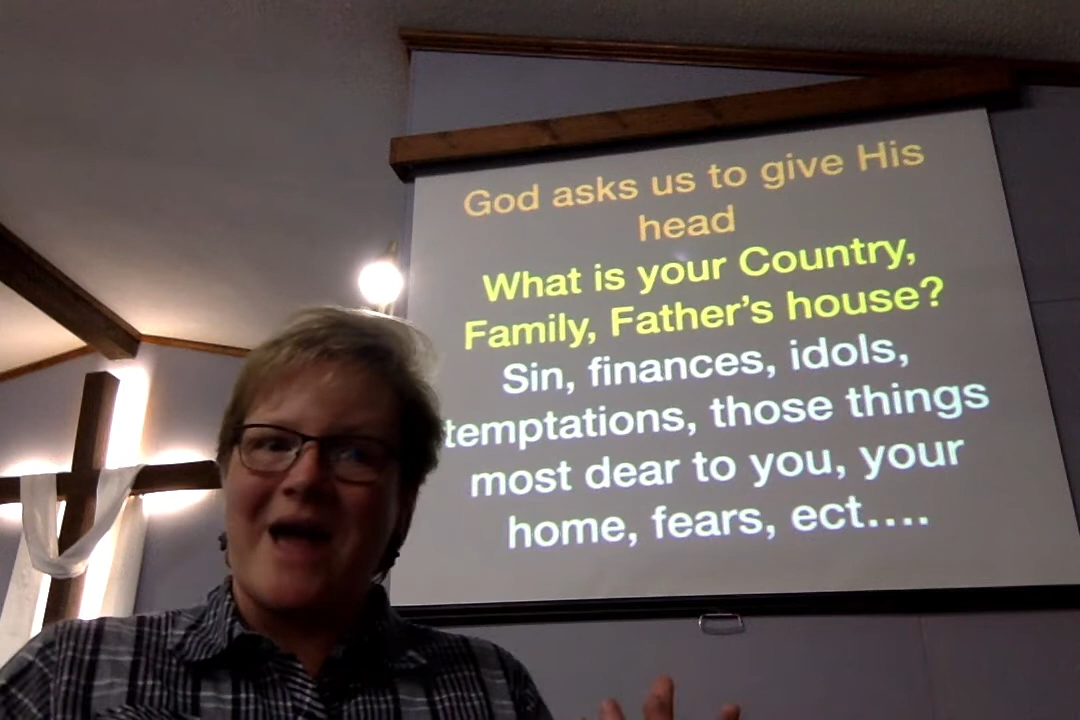 God asks us to give His
head
What is your Country,
Family, Father's house?
Sin, finances, idols,
temptations, those things
most dear to you, your
home, fears, ect....